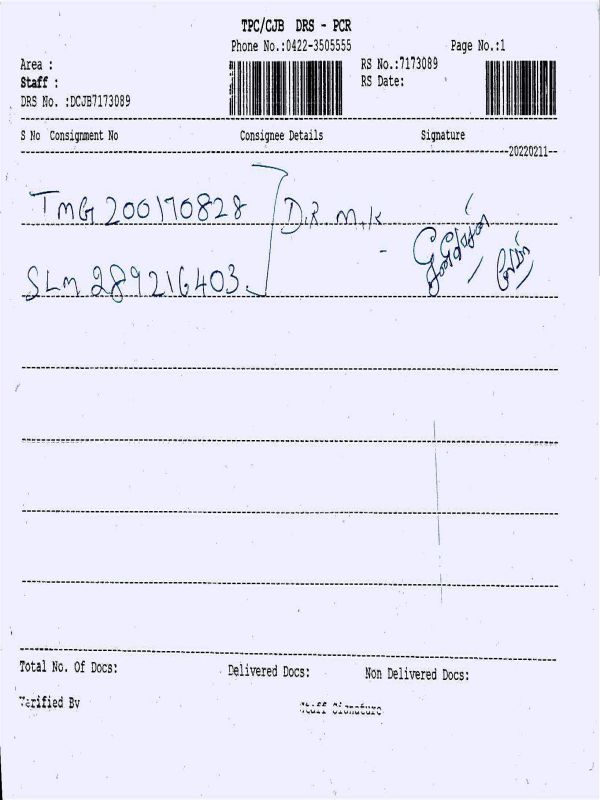 TPC/CJB DRS - PCR
Phone No.:0422-3505555 Page No.:1
Area : RS No.:7173089
Staff : RS Date:
DRS No. :DCJB7173089
S No Consignment No Consignee Details Signature
20220211
TMG 200170828 D.R. M.
SLM 289216403
Total No. Of Docs: Delivered Docs: Non Delivered Docs:
Verified By Staff Signature